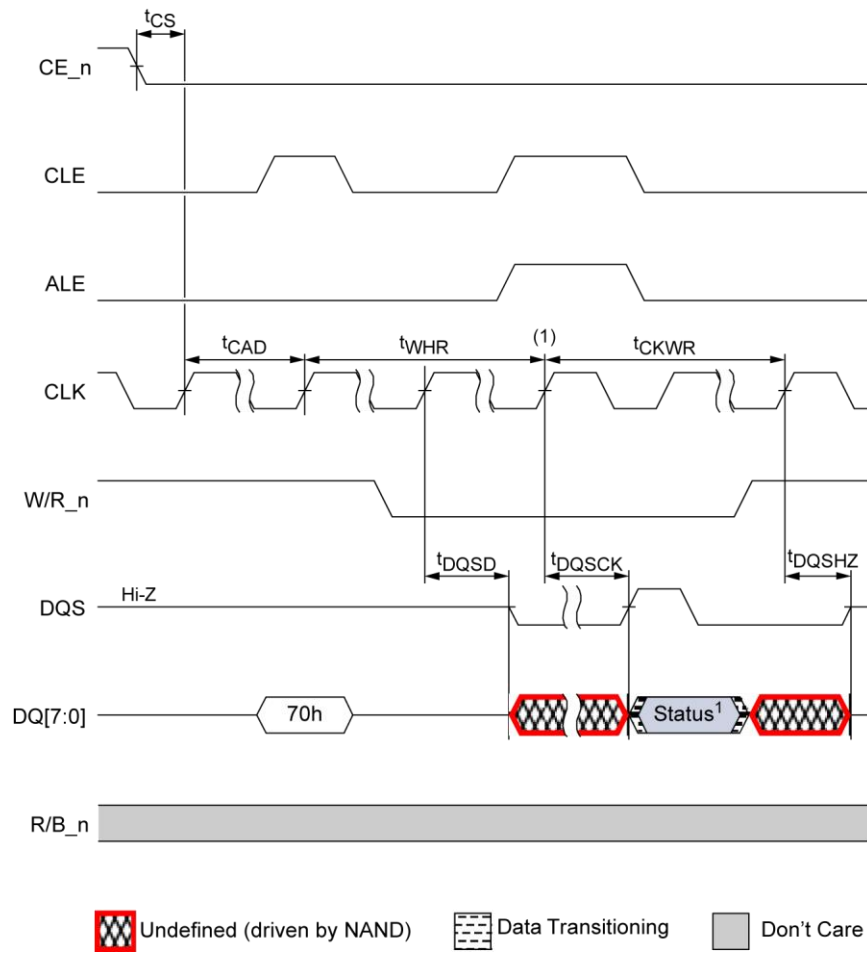 tCS
CE_n
CLE
ALE
tCAD
tWHR
(1)
tCKWR
CLK
W/R_n
tDQSD
tDQSCK
tDQSHZ
Hi-Z
DQS
DQ[7:0]
70h
Status1
R/B_n
Undefined (driven by NAND)
Data Transitioning
Don't Care